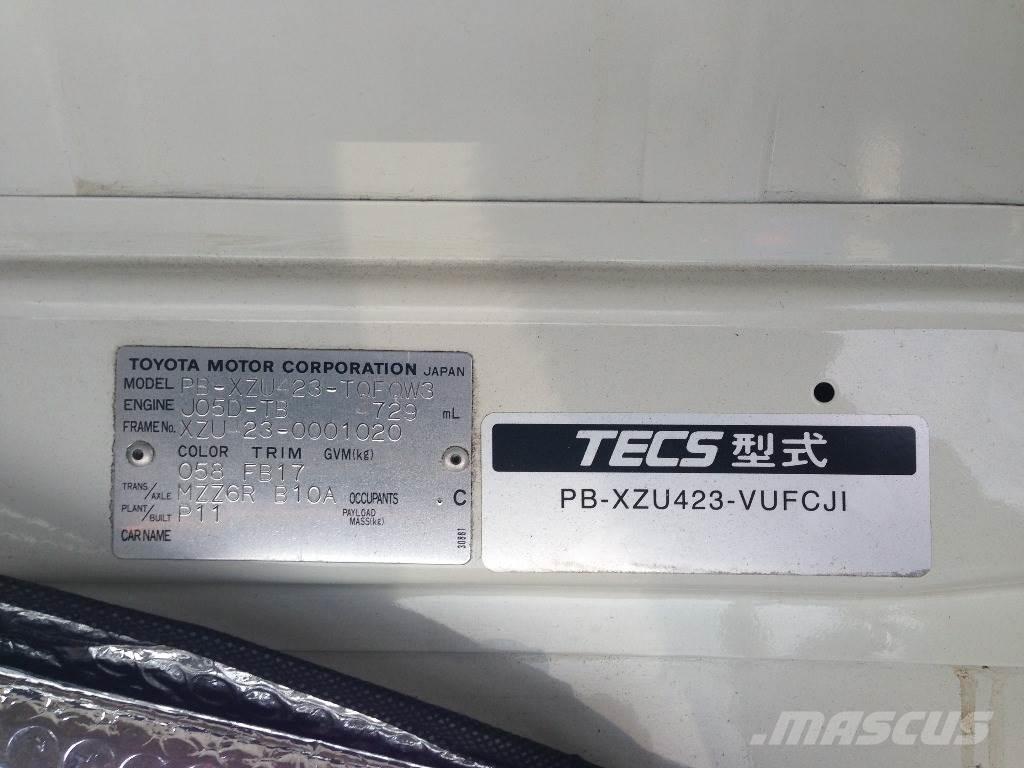 TOYOTA MOTOR CORPORATION JAPAN
MODEL PB-XZU423-TQFQW3
ENGINE J05D-TB 4729 mL
FRAME No. XZU423-0001020
COLOR TRIM GVM(kg)
058 FB17
TRANS/AXLE MZZ6R B10A OCCUPANTS C
PLANT/BUILT P11 PAYLOAD MASS(kg)
CAR NAME
30861
TECS 型式
PB-XZU423-VUFCJI
MASCUS